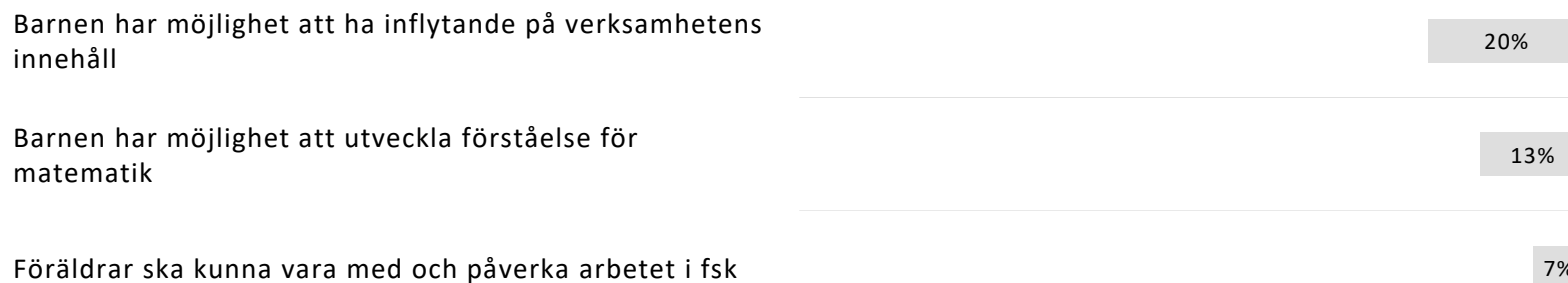 Barnen har möjlighet att ha inflytande på verksamhetens
innehåll
20%
Barnen har möjlighet att utveckla förståelse för
matematik
13%
Föräldrar ska kunna vara med och påverka arbetet i fsk
7%